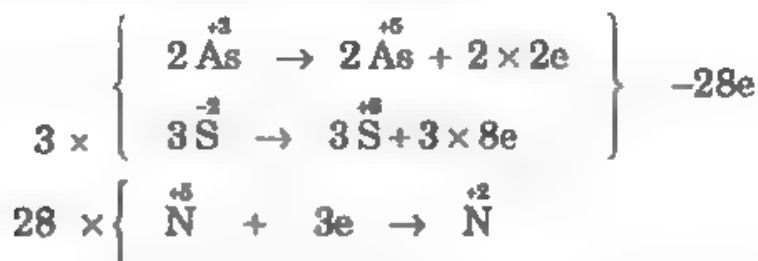 2 As⁺³ → 2 As⁺⁵ + 2 × 2e
3 × { 3 S⁻² → 3 S⁺⁶ + 3 × 8e } –28e
28 × { N⁺⁵ + 3e → N⁺²